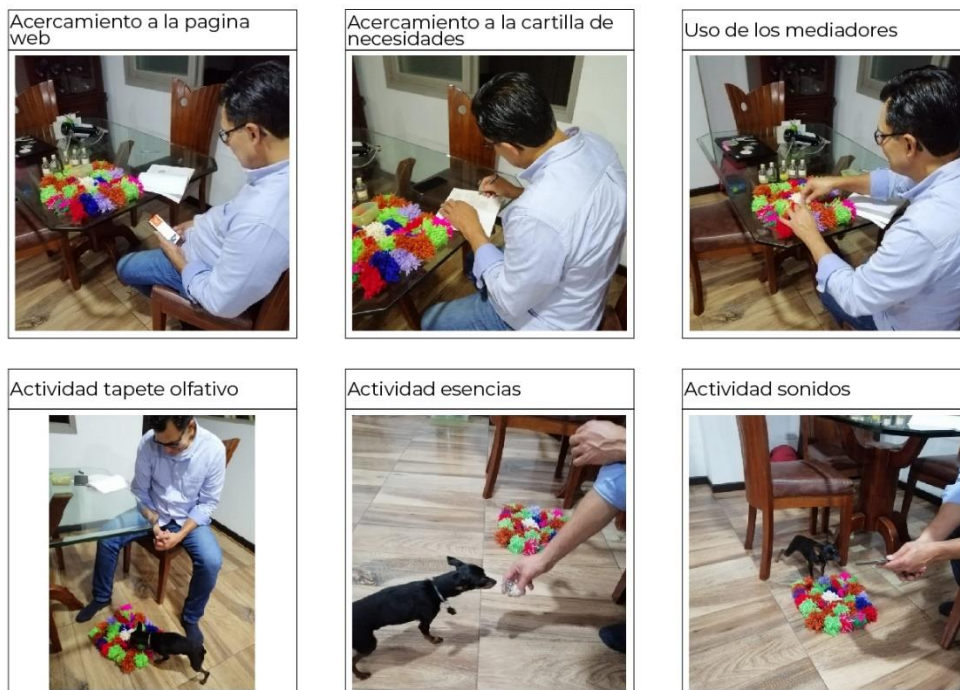 Acercamiento a la pagina
web
Acercamiento a la cartilla de
necesidades
Uso de los mediadores
Actividad tapete olfativo
Actividad esencias
Actividad sonidos